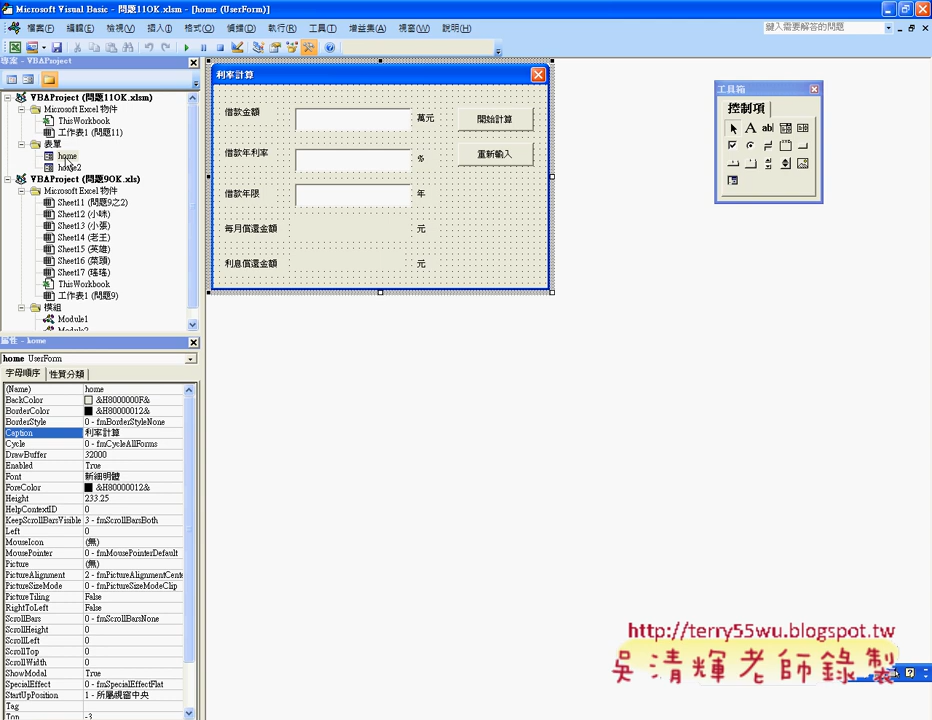 Microsoft Visual Basic - 問題11OK.xlsm - [home (UserForm)]
檔案(F) 編輯(E) 檢視(V) 插入(I) 格式(O) 偵錯(D) 執行(R) 工具(T) 增益集(A) 視窗(W) 說明(H)
鍵入需要解答的問題
專案 - VBAProject
VBAProject (問題11OK.xlsm)
Microsoft Excel 物件
ThisWorkbook
工作表1 (問題11)
表單
home
home2
VBAProject (問題9OK.xls)
Microsoft Excel 物件
Sheet11 (問題9之2)
Sheet12 (小咪)
Sheet13 (小張)
Sheet14 (老王)
Sheet15 (英雄)
Sheet16 (菜頭)
Sheet17 (瑤瑤)
ThisWorkbook
工作表1 (問題9)
模組
Module1
Module2
利率計算
借款金額
萬元
開始計算
借款年利率
%
重新輸入
借款年限
年
每月償還金額
元
利息償還金額
元
工具箱
控制項
屬性 - home
home UserForm
字母順序 性質分類
(Name) home
BackColor &H8000000F&
BorderColor &H80000012&
BorderStyle 0 - fmBorderStyleNone
Caption 利率計算
Cycle 0 - fmCycleAllForms
DrawBuffer 32000
Enabled True
Font 新細明體
ForeColor &H80000012&
Height 233.25
HelpContextID 0
KeepScrollBarsVisible 3 - fmScrollBarsBoth
Left 0
MouseIcon (無)
MousePointer 0 - fmMousePointerDefault
Picture (無)
PictureAlignment 2 - fmPictureAlignmentCente
PictureSizeMode 0 - fmPictureSizeModeClip
PictureTiling False
RightToLeft False
ScrollBars 0 - fmScrollBarsNone
ScrollHeight 0
ScrollLeft 0
ScrollTop 0
ScrollWidth 0
ShowModal True
SpecialEffect 0 - fmSpecialEffectFlat
StartUpPosition 1 - 所屬視窗中央
Tag
Top -3
http://terry55wu.blogspot.tw
吳清輝老師錄製